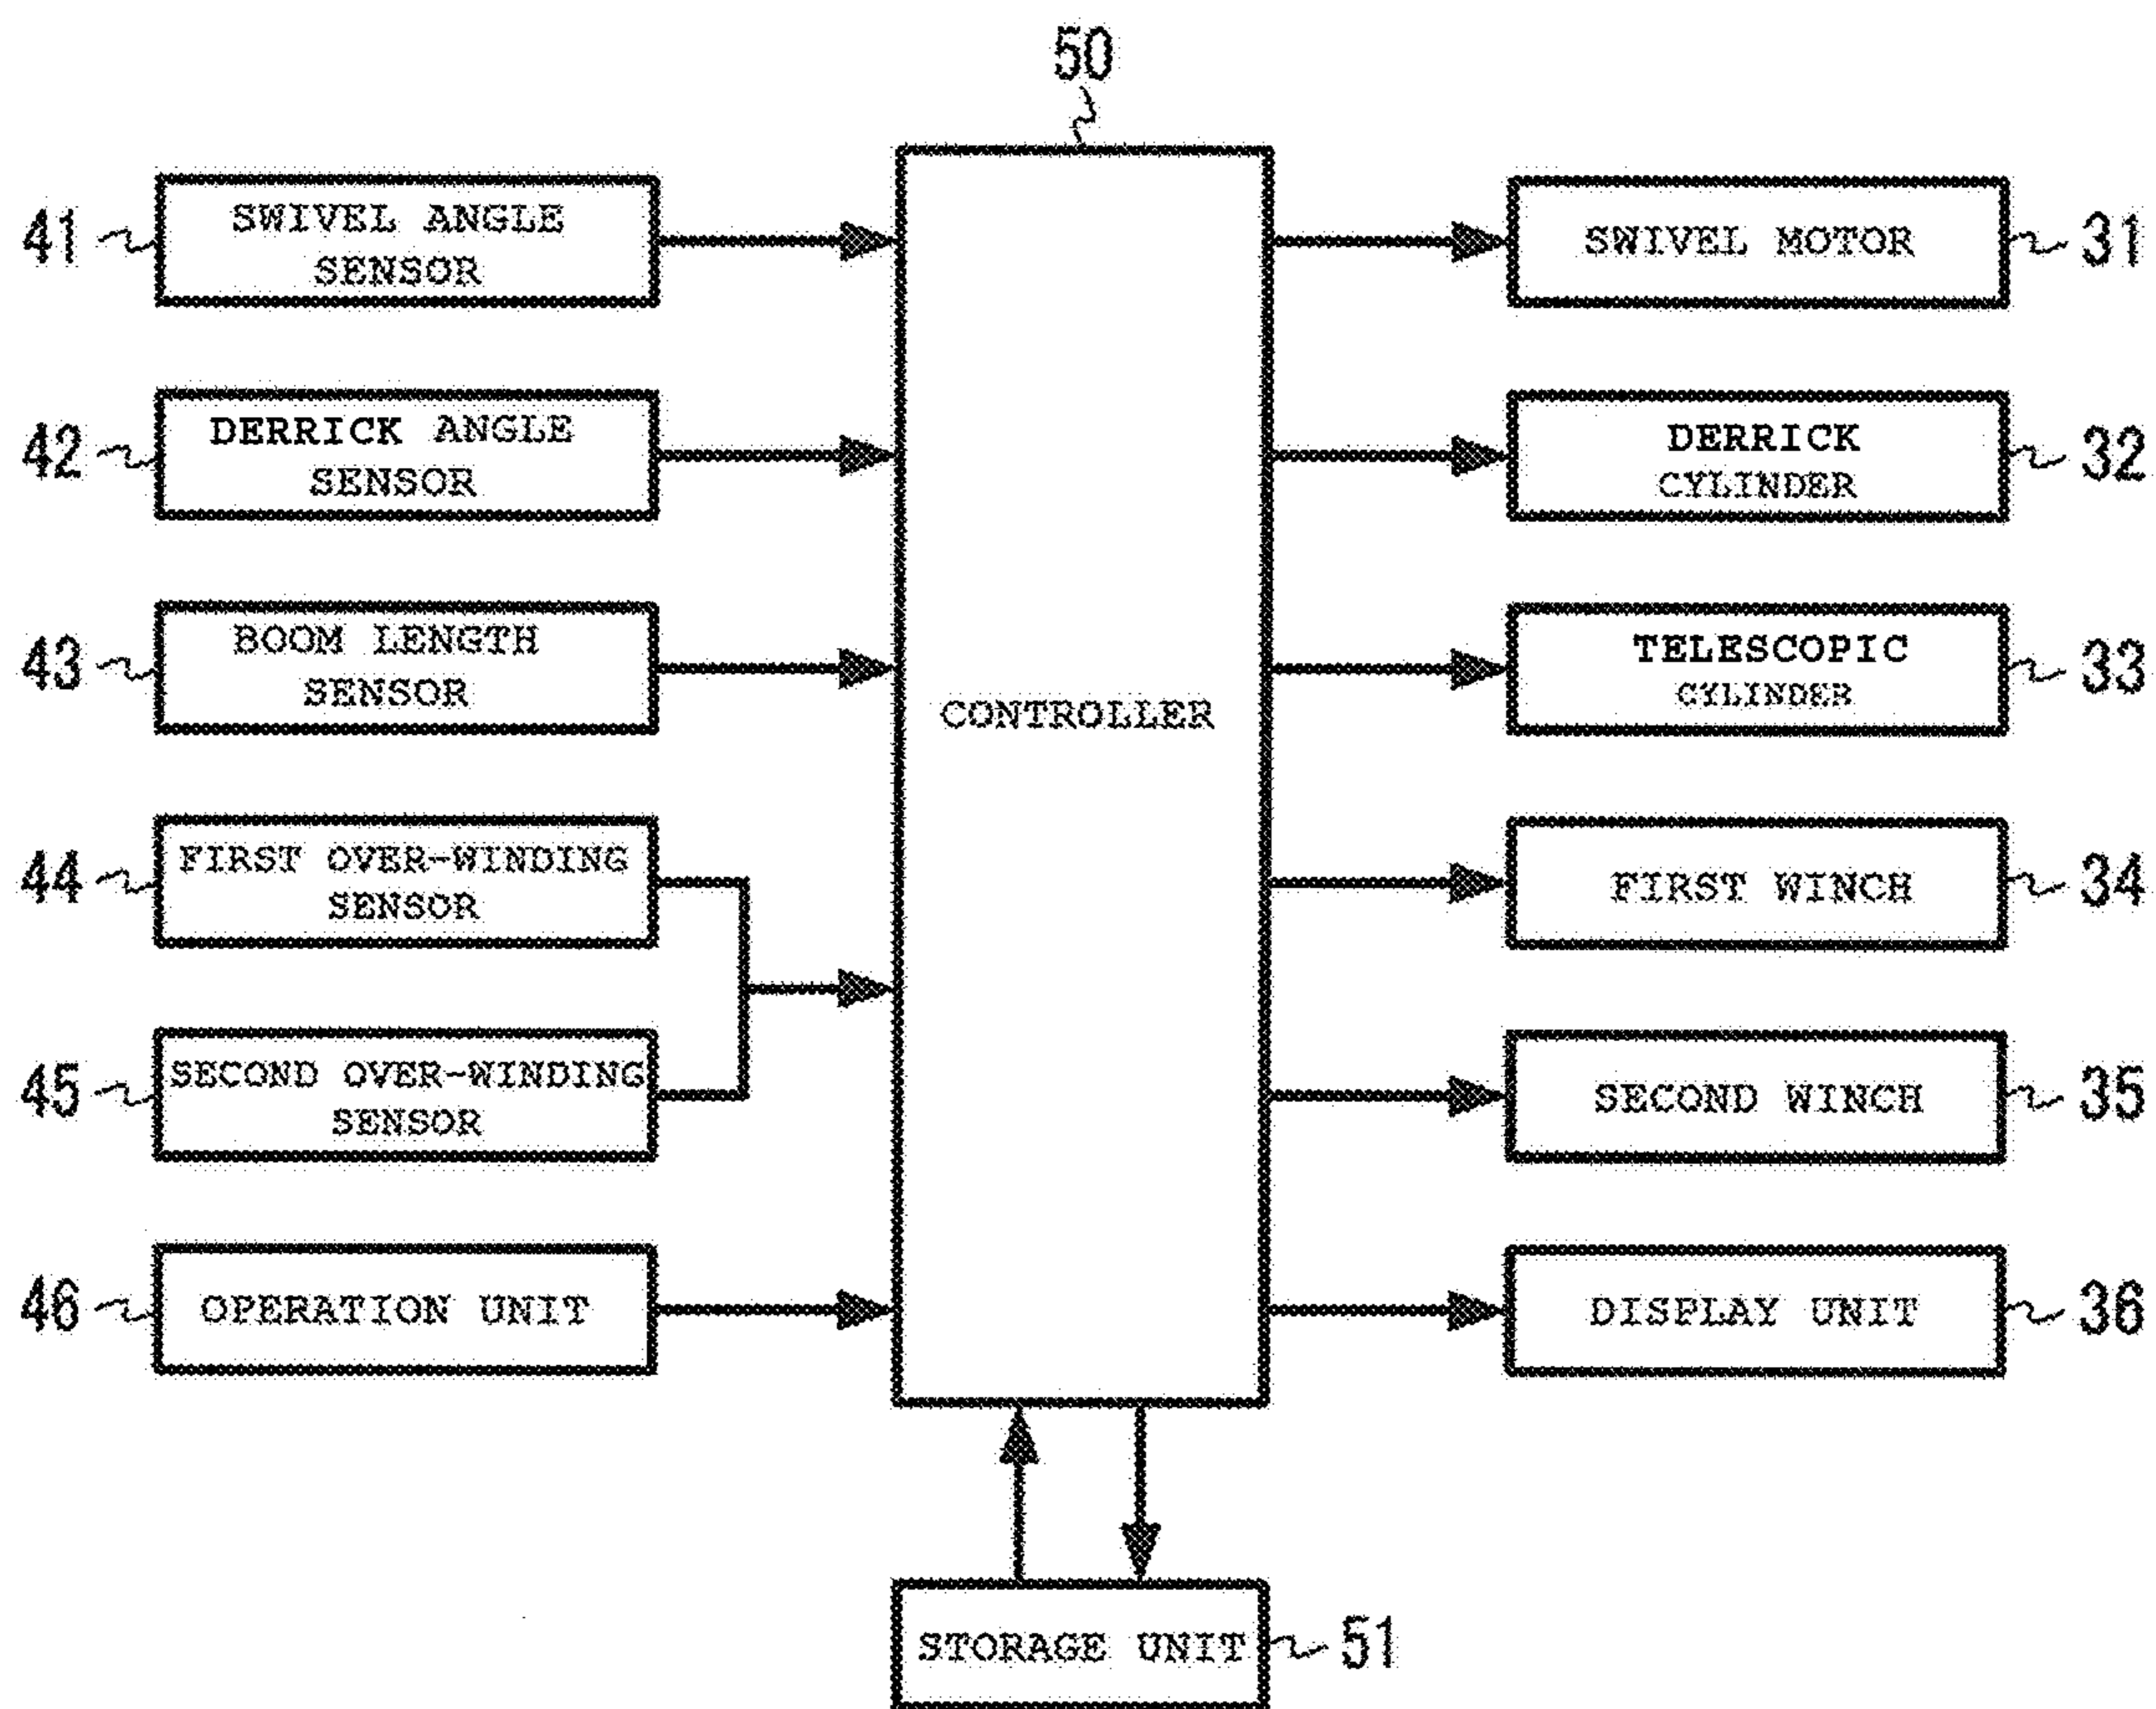 50
41
SWIVEL ANGLE
SENSOR
SWIVEL MOTOR
31
42
DERRICK ANGLE
SENSOR
DERRICK
CYLINDER
32
43
BOOM LENGTH
SENSOR
CONTROLLER
TELESCOPIC
CYLINDER
33
44
FIRST OVER-WINDING
SENSOR
FIRST WINCH
34
45
SECOND OVER-WINDING
SENSOR
SECOND WINCH
35
46
OPERATION UNIT
DISPLAY UNIT
36
STORAGE UNIT
51